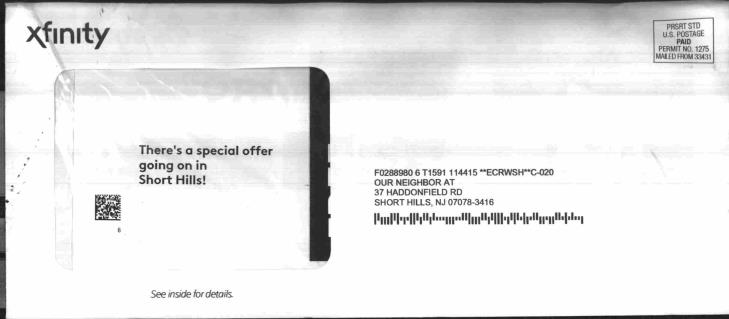 xfinity
PRSRT STD
U.S. POSTAGE
PAID
PERMIT NO. 1275
MAILED FROM 33431
There's a special offer
going on in
Short Hills!
6
F0288980 6 T1591 114415 **ECRWSH**C-020
OUR NEIGHBOR AT
37 HADDONFIELD RD
SHORT HILLS, NJ 07078-3416
See inside for details.